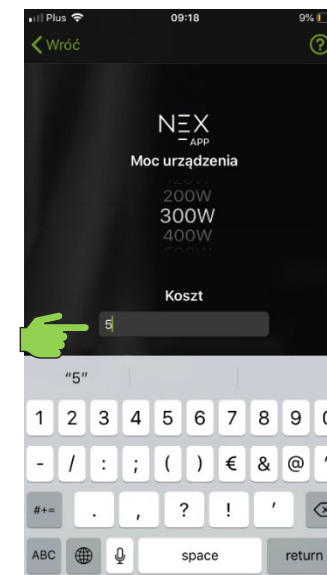 Plus 09:18 9%
Wróć ?
NEX
APP
Moc urządzenia
200W
300W
400W
Koszt
5
"5"
1 2 3 4 5 6 7 8 9 0
- / : ; ( ) € & @
#+= . , ? ! ’
ABC space return